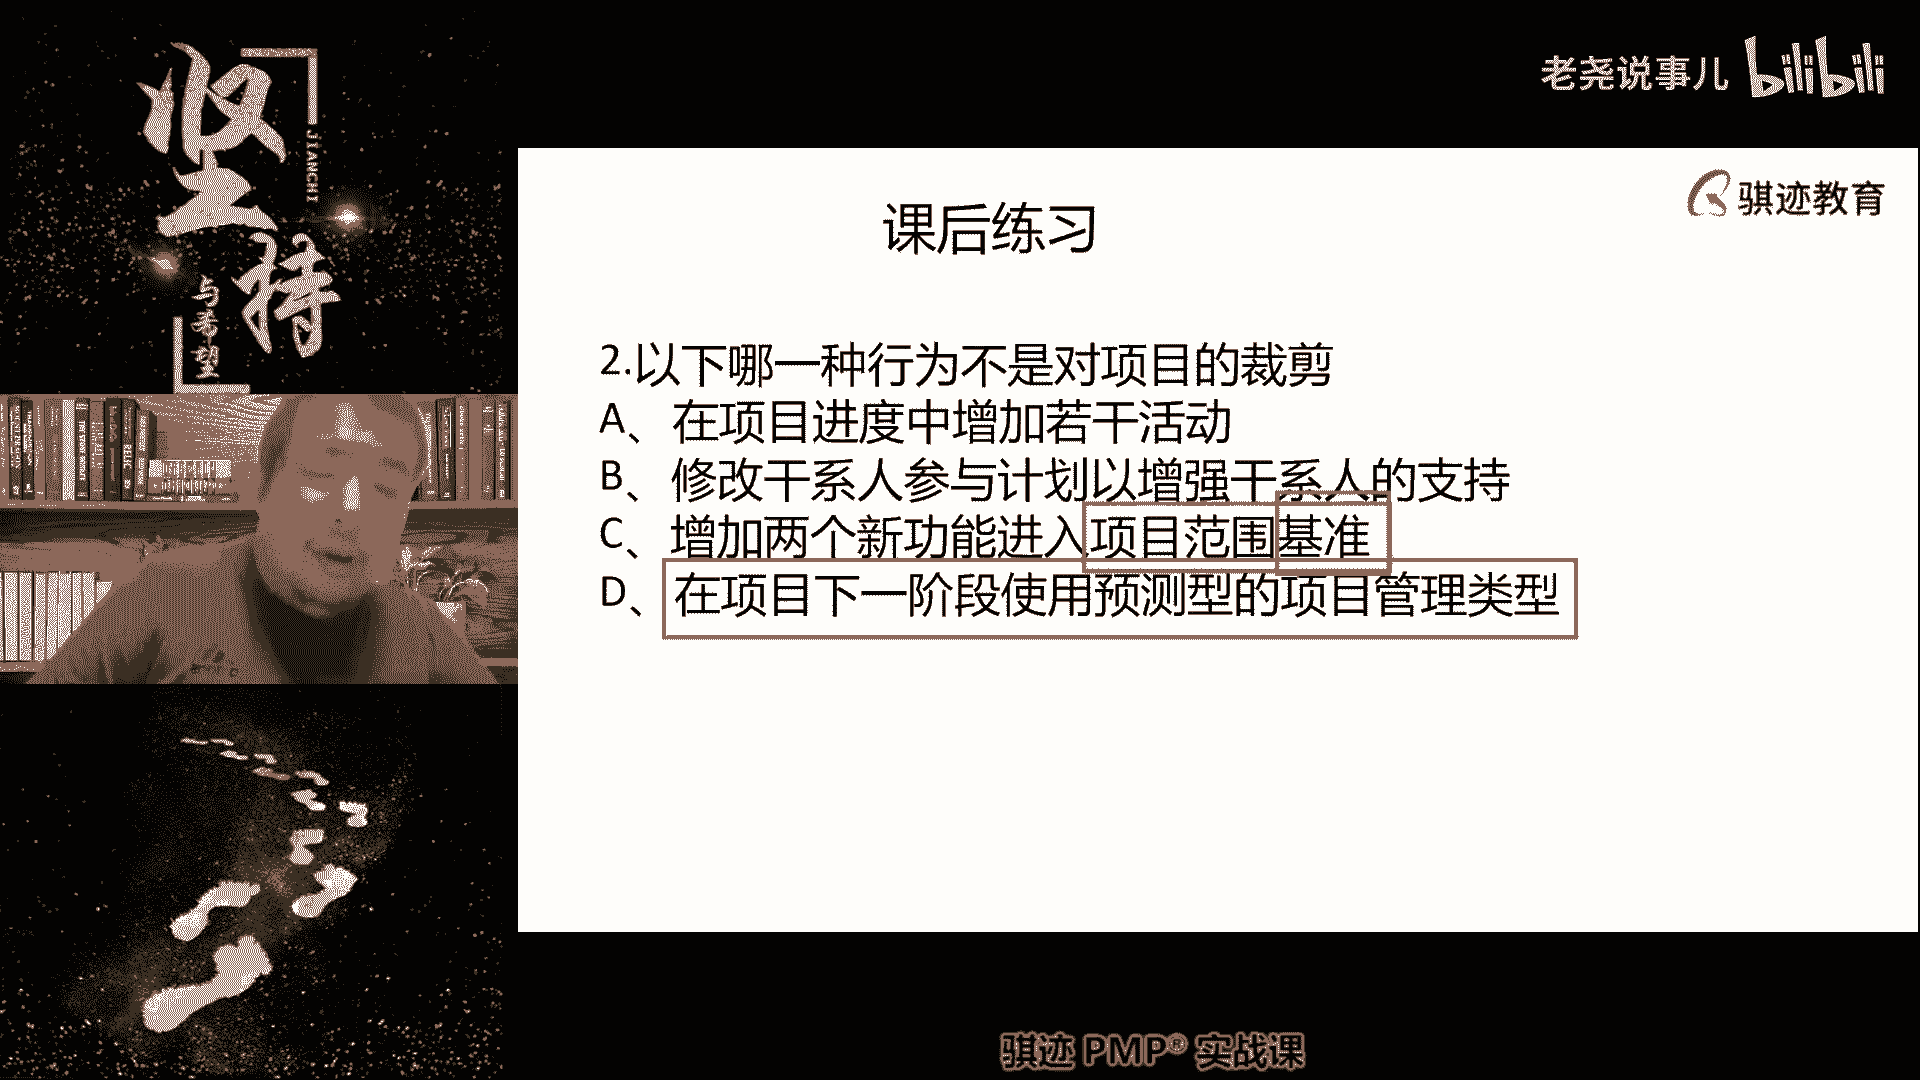 坚持
JIANCHI
与希望
老尧说事儿 bilibili
骐迹教育
课后练习
2.以下哪一种行为不是对项目的裁剪
A、在项目进度中增加若干活动
B、修改干系人参与计划以增强干系人的支持
C、增加两个新功能进入项目范围基准
D、在项目下一阶段使用预测型的项目管理类型
骐迹 PMP® 实战课